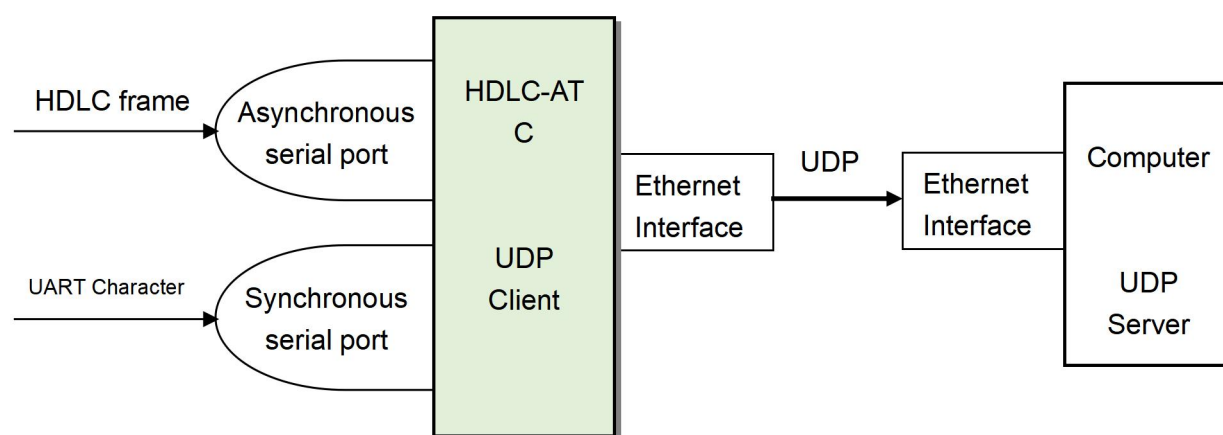 HDLC frame
Asynchronous
serial port
UART Character
Synchronous
serial port
HDLC-AT
C
UDP
Client
Ethernet
Interface
UDP
Ethernet
Interface
Computer
UDP
Server